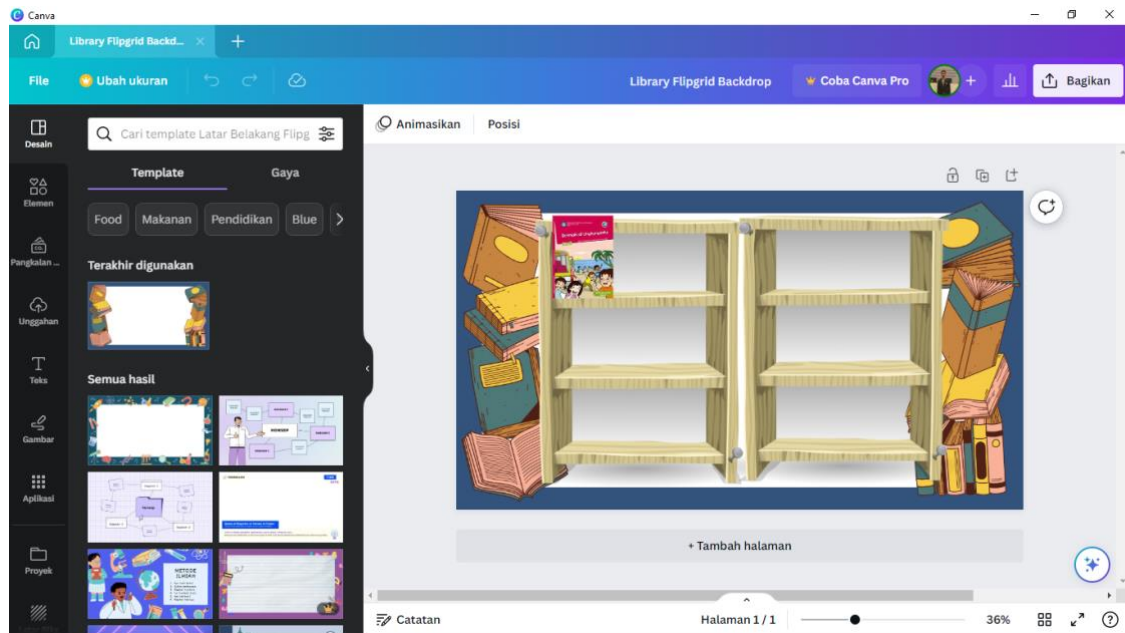 Canva
Library Flipgrid Backd...
File
Ubah ukuran
Library Flipgrid Backdrop
Coba Canva Pro
Bagikan
Desain
Elemen
Pangkalan ...
Unggahan
Teks
Gambar
Aplikasi
Proyek
Cari template Latar Belakang Flipg
Template
Gaya
Food
Makanan
Pendidikan
Blue
Terakhir digunakan
Semua hasil
METODE
ILMIAH
Animasikan
Posisi
+ Tambah halaman
Catatan
Halaman 1 / 1
36%